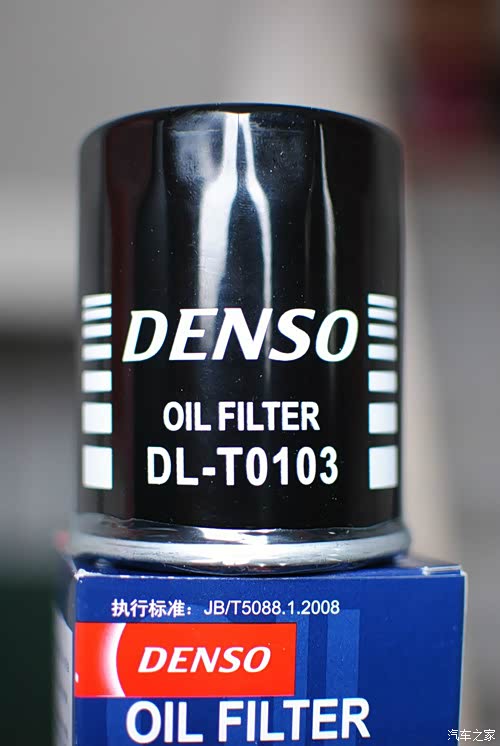 DENSO
OIL FILTER
DL-T0103
执行标准：JB/T5088.1.2008
DENSO
OIL FILTER
汽车之家